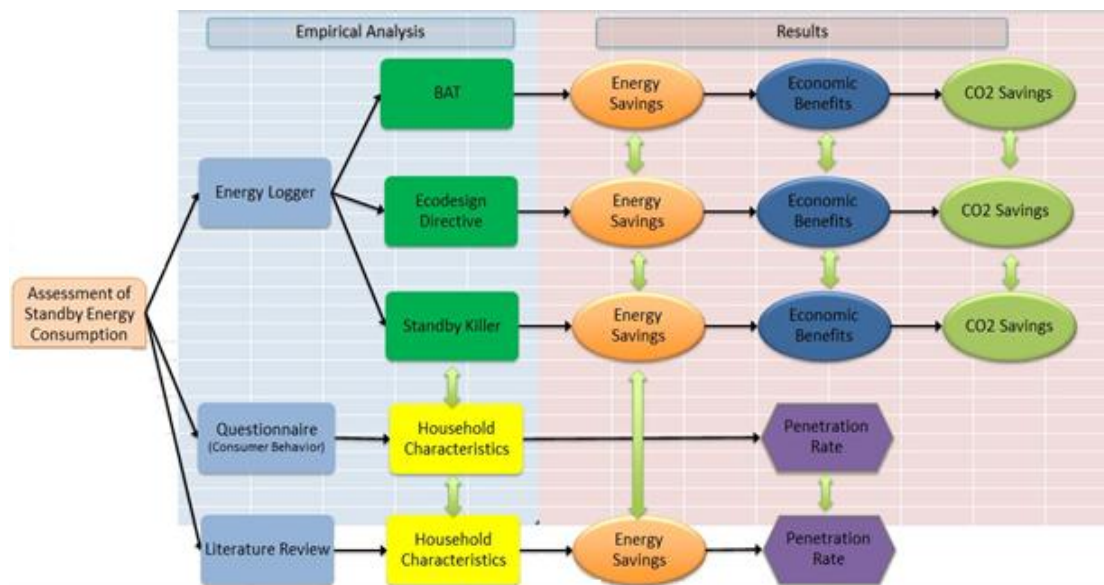 Empirical Analysis
Results
BAT
Energy
Savings
Economic
Benefits
CO2 Savings
Energy Logger
Ecodesign
Directive
Energy
Savings
Economic
Benefits
CO2 Savings
Assessment of
Standby Energy
Consumption
Standby Killer
Energy
Savings
Economic
Benefits
CO2 Savings
Questionnaire
(Consumer Behavior)
Household
Characteristics
Penetration
Rate
Literature Review
Household
Characteristics
Energy
Savings
Penetration
Rate